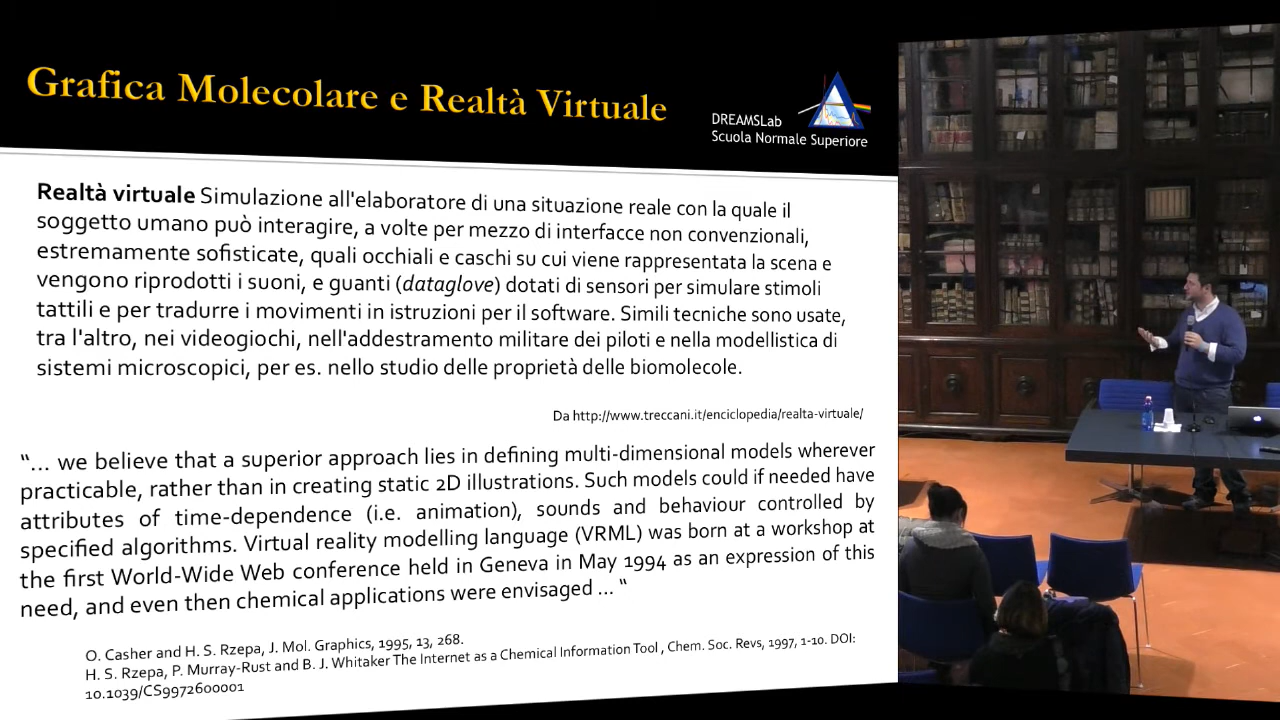 Grafica Molecolare e Realtà Virtuale
DREAMSLab
Scuola Normale Superiore
Realtà virtuale Simulazione all'elaboratore di una situazione reale con la quale il
soggetto umano può interagire, a volte per mezzo di interfacce non convenzionali,
estremamente sofisticate, quali occhiali e caschi su cui viene rappresentata la scena e
vengono riprodotti i suoni, e guanti (dataglove) dotati di sensori per simulare stimoli
tattili e per tradurre i movimenti in istruzioni per il software. Simili tecniche sono usate,
tra l'altro, nei videogiochi, nell'addestramento militare dei piloti e nella modellistica di
sistemi microscopici, per es. nello studio delle proprietà delle biomolecole.
Da http://www.treccani.it/enciclopedia/realta-virtuale/
“... we believe that a superior approach lies in defining multi-dimensional models wherever
practicable, rather than in creating static 2D illustrations. Such models could if needed have
attributes of time-dependence (i.e. animation), sounds and behaviour controlled by
specified algorithms. Virtual reality modelling language (VRML) was born at a workshop at
the first World-Wide Web conference held in Geneva in May 1994 as an expression of this
need, and even then chemical applications were envisaged ... “
O. Casher and H. S. Rzepa, J. Mol. Graphics, 1995, 13, 268.
H. S. Rzepa, P. Murray-Rust and B. J. Whitaker The Internet as a Chemical Information Tool , Chem. Soc. Revs, 1997, 1-10. DOI:
10.1039/CS9972600001